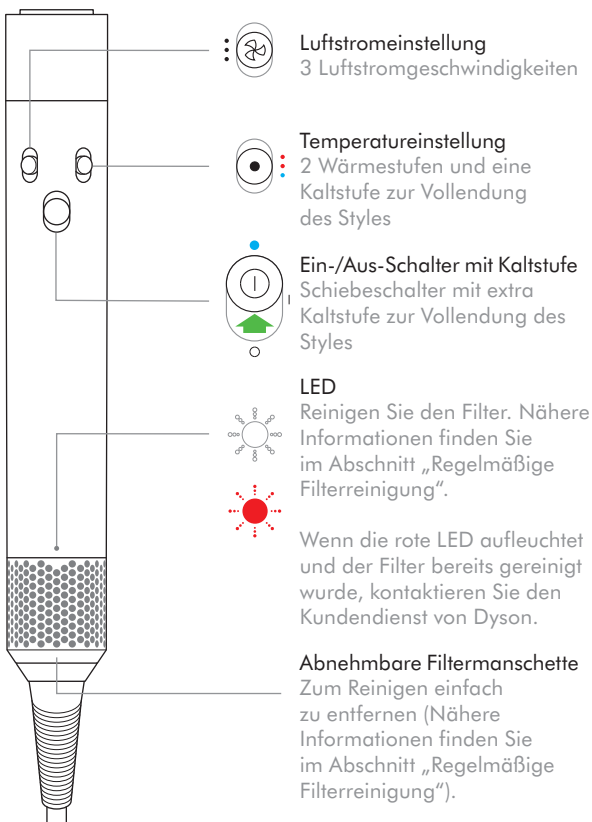 Luftstromeinstellung
3 Luftstromgeschwindigkeiten
Temperatureinstellung
2 Wärmestufen und eine
Kaltstufe zur Vollendung
des Styles
Ein-/Aus-Schalter mit Kaltstufe
Schiebeschalter mit extra
Kaltstufe zur Vollendung des
Styles
LED
Reinigen Sie den Filter. Nähere
Informationen finden Sie
im Abschnitt „Regelmäßige
Filterreinigung“.
Wenn die rote LED aufleuchtet
und der Filter bereits gereinigt
wurde, kontaktieren Sie den
Kundendienst von Dyson.
Abnehmbare Filtermanschette
Zum Reinigen einfach
zu entfernen (Nähere
Informationen finden Sie
im Abschnitt „Regelmäßige
Filterreinigung“).